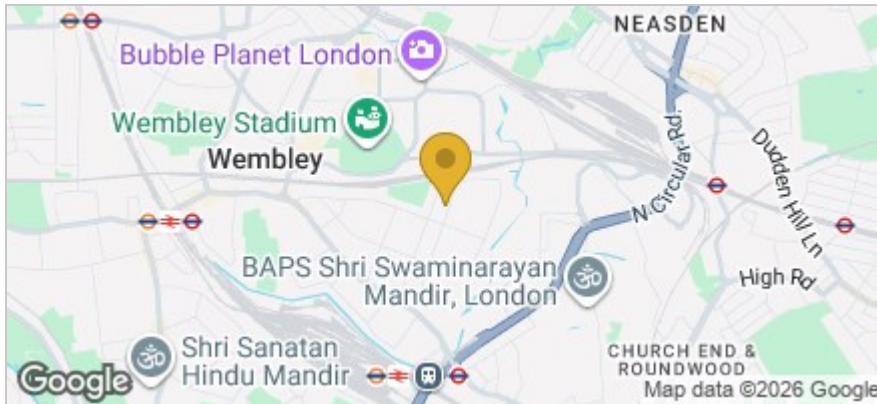 NEASDEN
Bubble Planet London
Wembley Stadium
Wembley
N Circular Rd.
Dudden Hill Ln
BAPS Shri Swaminarayan
Mandir, London
High Rd
Shri Sanatan
Hindu Mandir
CHURCH END &
ROUNDWOOD
Google
Map data ©2026 Google